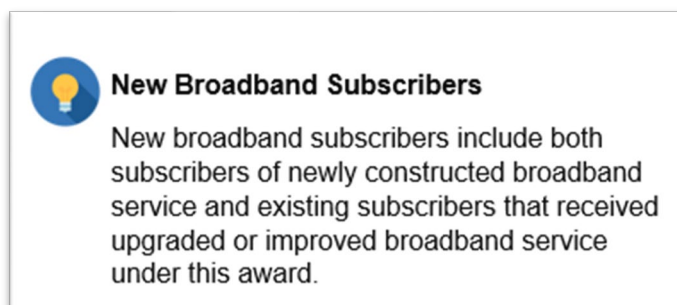 New Broadband Subscribers
New broadband subscribers include both
subscribers of newly constructed broadband
service and existing subscribers that received
upgraded or improved broadband service
under this award.